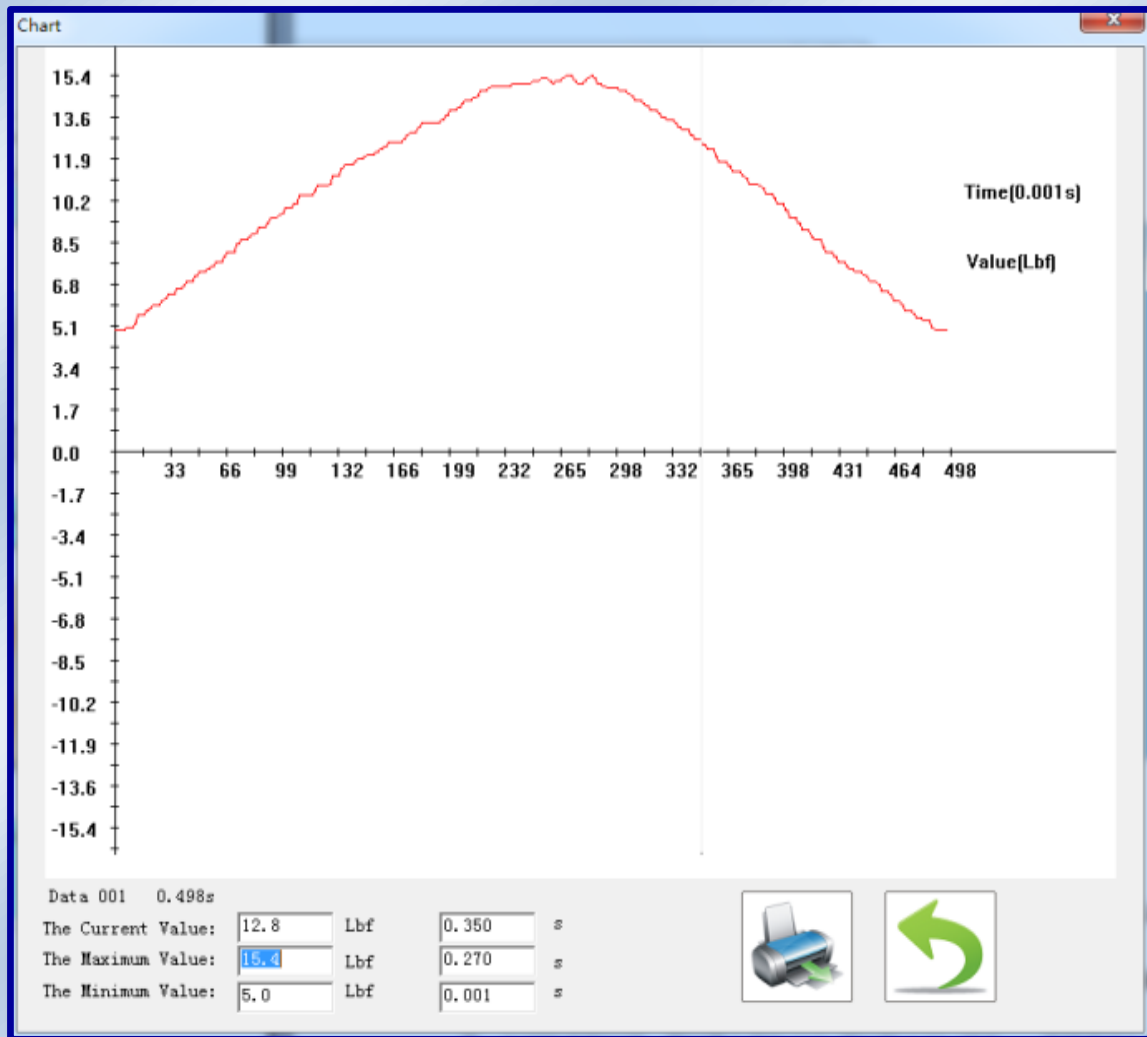 Chart
15.4
13.6
11.9
10.2
Time(0.001s)
8.5
Value(Lbf)
6.8
5.1
3.4
1.7
0.0
33 66 99 132 166 199 232 265 298 332 365 398 431 464 498
-1.7
-3.4
-5.1
-6.8
-8.5
-10.2
-11.9
-13.6
-15.4
Data 001 0.498s
The Current Value: 12.8 Lbf 0.350 s
The Maximum Value: 15.4 Lbf 0.270 s
The Minimum Value: 5.0 Lbf 0.001 s